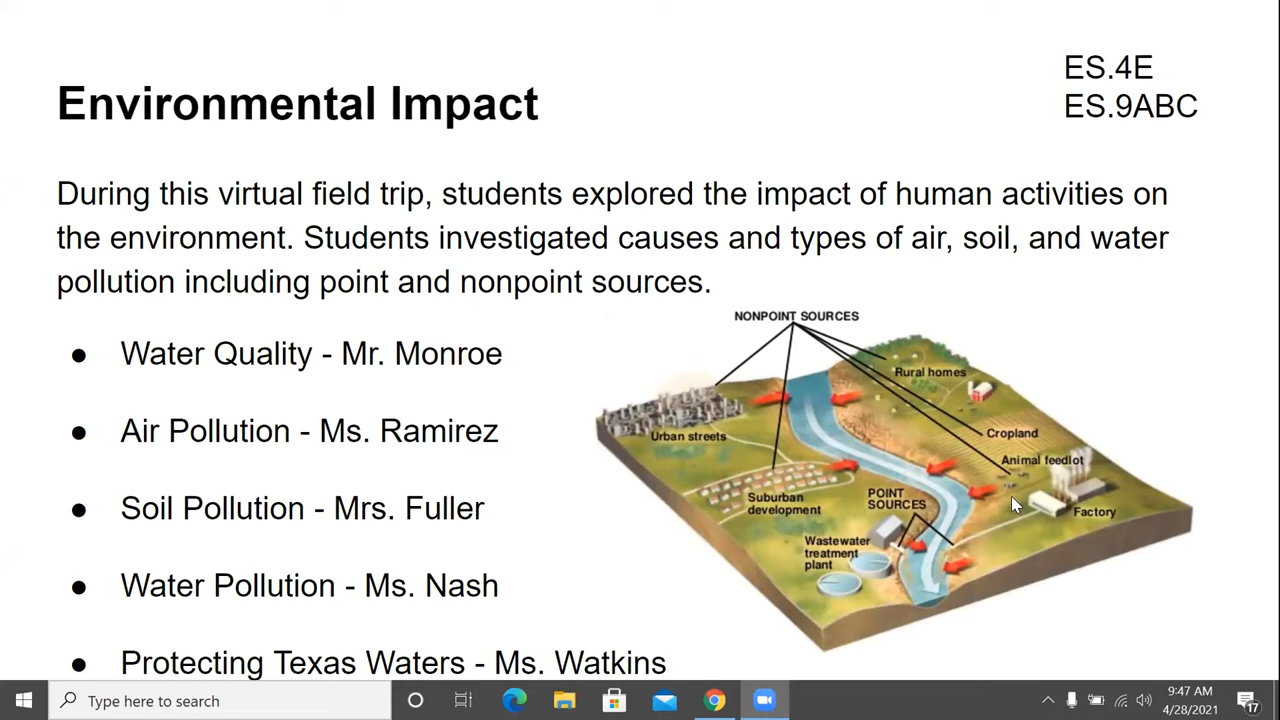 ES.4E
ES.9ABC
Environmental Impact
During this virtual field trip, students explored the impact of human activities on
the environment. Students investigated causes and types of air, soil, and water
pollution including point and nonpoint sources.
● Water Quality - Mr. Monroe
● Air Pollution - Ms. Ramirez
● Soil Pollution - Mrs. Fuller
● Water Pollution - Ms. Nash
● Protecting Texas Waters - Ms. Watkins
NONPOINT SOURCES
Rural homes
Urban streets
Cropland
Animal feedlot
Suburban
development
POINT
SOURCES
Factory
Wastewater
treatment
plant
Type here to search
9:47 AM
4/28/2021
17